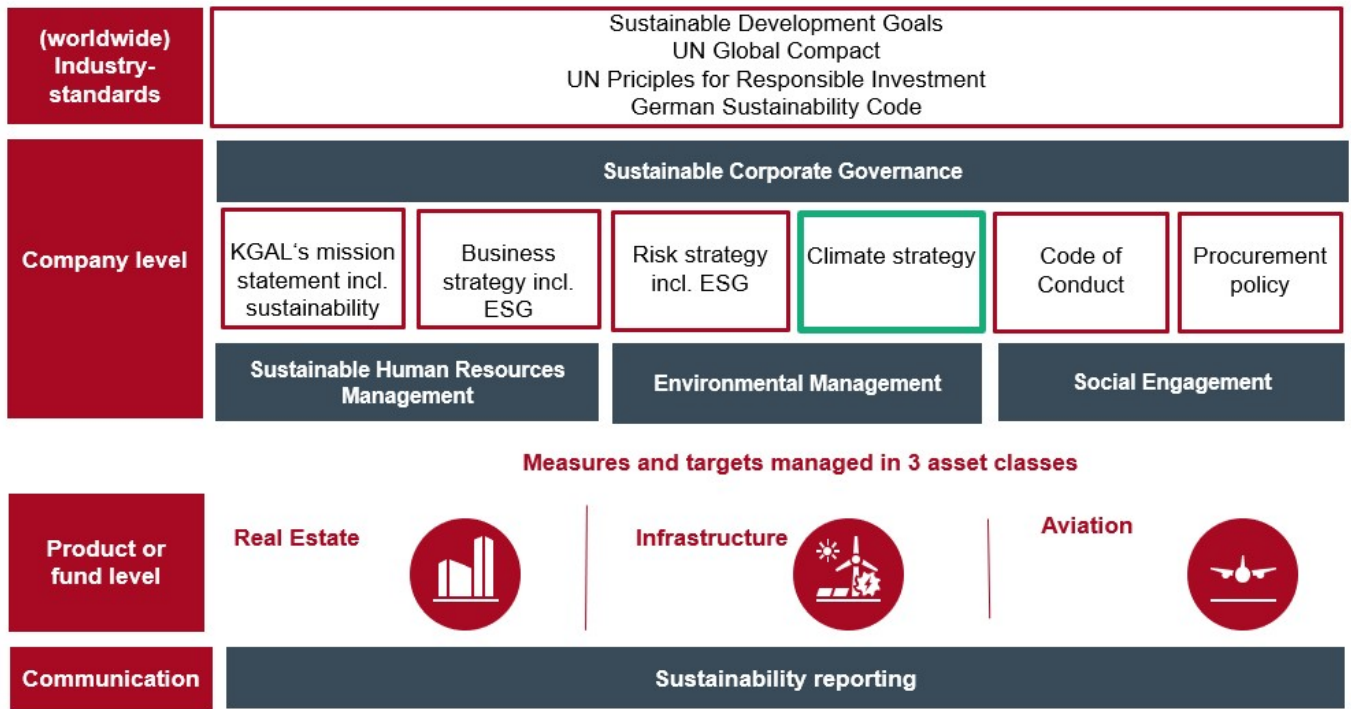 (worldwide)
Industry-
standards
Sustainable Development Goals
UN Global Compact
UN Priciples for Responsible Investment
German Sustainability Code
Company level
Sustainable Corporate Governance
KGAL‘s mission
statement incl.
sustainability
Business
strategy incl.
ESG
Risk strategy
incl. ESG
Climate strategy
Code of
Conduct
Procurement
policy
Sustainable Human Resources
Management
Environmental Management
Social Engagement
Measures and targets managed in 3 asset classes
Product or
fund level
Real Estate
Infrastructure
Aviation
Communication
Sustainability reporting